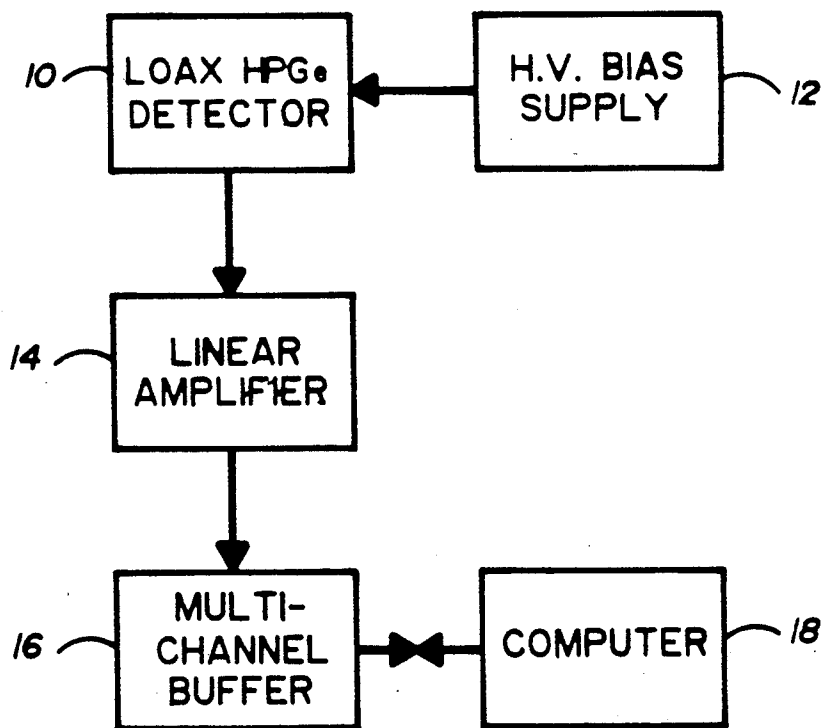 10
LOAX HPGe
DETECTOR
H.V. BIAS
SUPPLY
12
14
LINEAR
AMPLIFIER
16
MULTI-
CHANNEL
BUFFER
COMPUTER
18